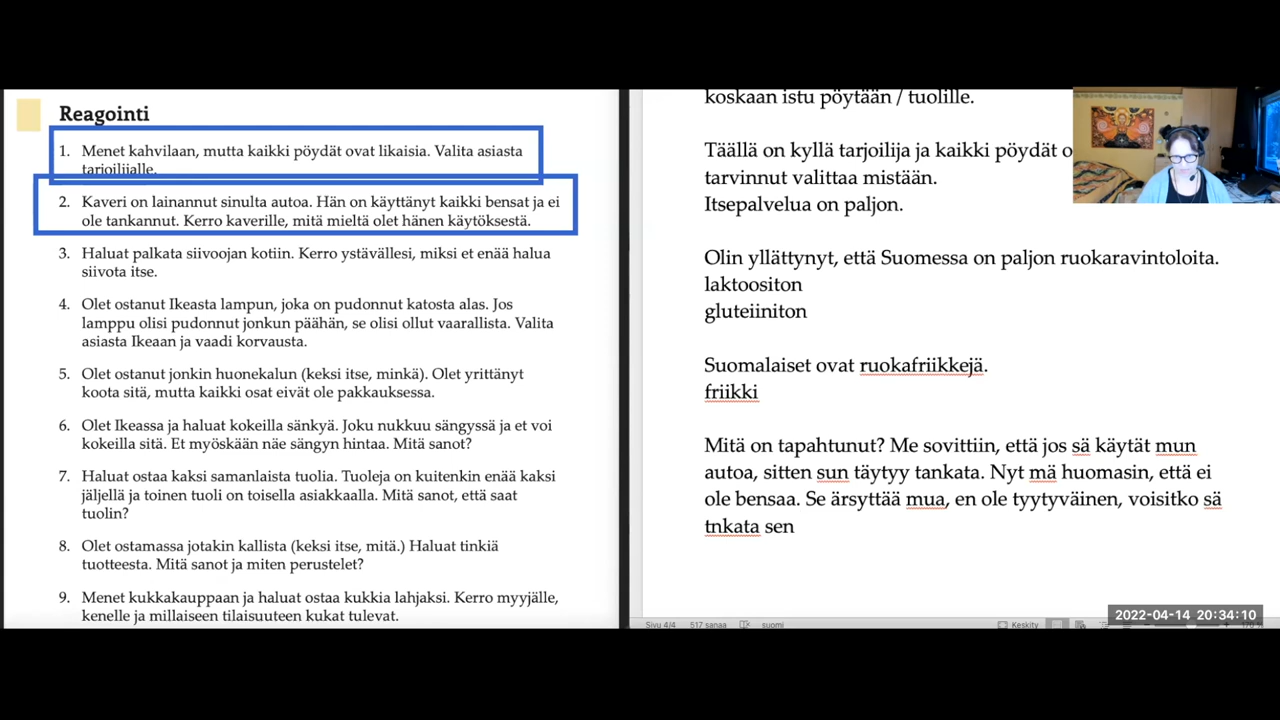 Reagointi
1. Menet kahvilaan, mutta kaikki pöydät ovat likaisia. Valita asiasta
tarjoilijalle.
2. Kaveri on lainannut sinulta autoa. Hän on käyttänyt kaikki bensat ja ei
ole tankannut. Kerro kaverille, mitä mieltä olet hänen käytöksestä.
3. Haluat palkata siivoojan kotiin. Kerro ystävällesi, miksi et enää halua
siivota itse.
4. Olet ostanut Ikeasta lampun, joka on pudonnut katosta alas. Jos
lamppu olisi pudonnut jonkun päähän, se olisi ollut vaarallista. Valita
asiasta Ikeaan ja vaadi korvausta.
5. Olet ostanut jonkin huonekalun (keksi itse, minkä). Olet yrittänyt
koota sitä, mutta kaikki osat eivät ole pakkauksessa.
6. Olet Ikeassa ja haluat kokeilla sänkyä. Joku nukkuu sängyssä ja et voi
kokeilla sitä. Et myöskään näe sängyn hintaa. Mitä sanot?
7. Haluat ostaa kaksi samanlaista tuolia. Tuoleja on kuitenkin enää kaksi
jäljellä ja toinen tuoli on toisella asiakkaalla. Mitä sanot, että saat
tuolin?
8. Olet ostamassa jotakin kallista (keksi itse, mitä.) Haluat tinkiä
tuotteesta. Mitä sanot ja miten perustelet?
9. Menet kukkakauppaan ja haluat ostaa kukkia lahjaksi. Kerro myyjälle,
kenelle ja millaiseen tilaisuuteen kukat tulevat.
koskaan istu pöytään / tuolille.
Täällä on kyllä tarjoilija ja kaikki pöydät o
tarvinnut valittaa mistään.
Itsepalvelua on paljon.
Olin yllättynyt, että Suomessa on paljon ruokaravintoloita.
laktoositon
gluteiiniton
Suomalaiset ovat ruokafriikkejä.
friikki
Mitä on tapahtunut? Me sovittiin, että jos sä käytät mun
autoa, sitten sun täytyy tankata. Nyt mä huomasin, että ei
ole bensaa. Se ärsyttää mua, en ole tyytyväinen, voisitko sä
tnkata sen
Sivu 4/4 517 sanaa suomi Keskity
2022-04-14 20:34:10